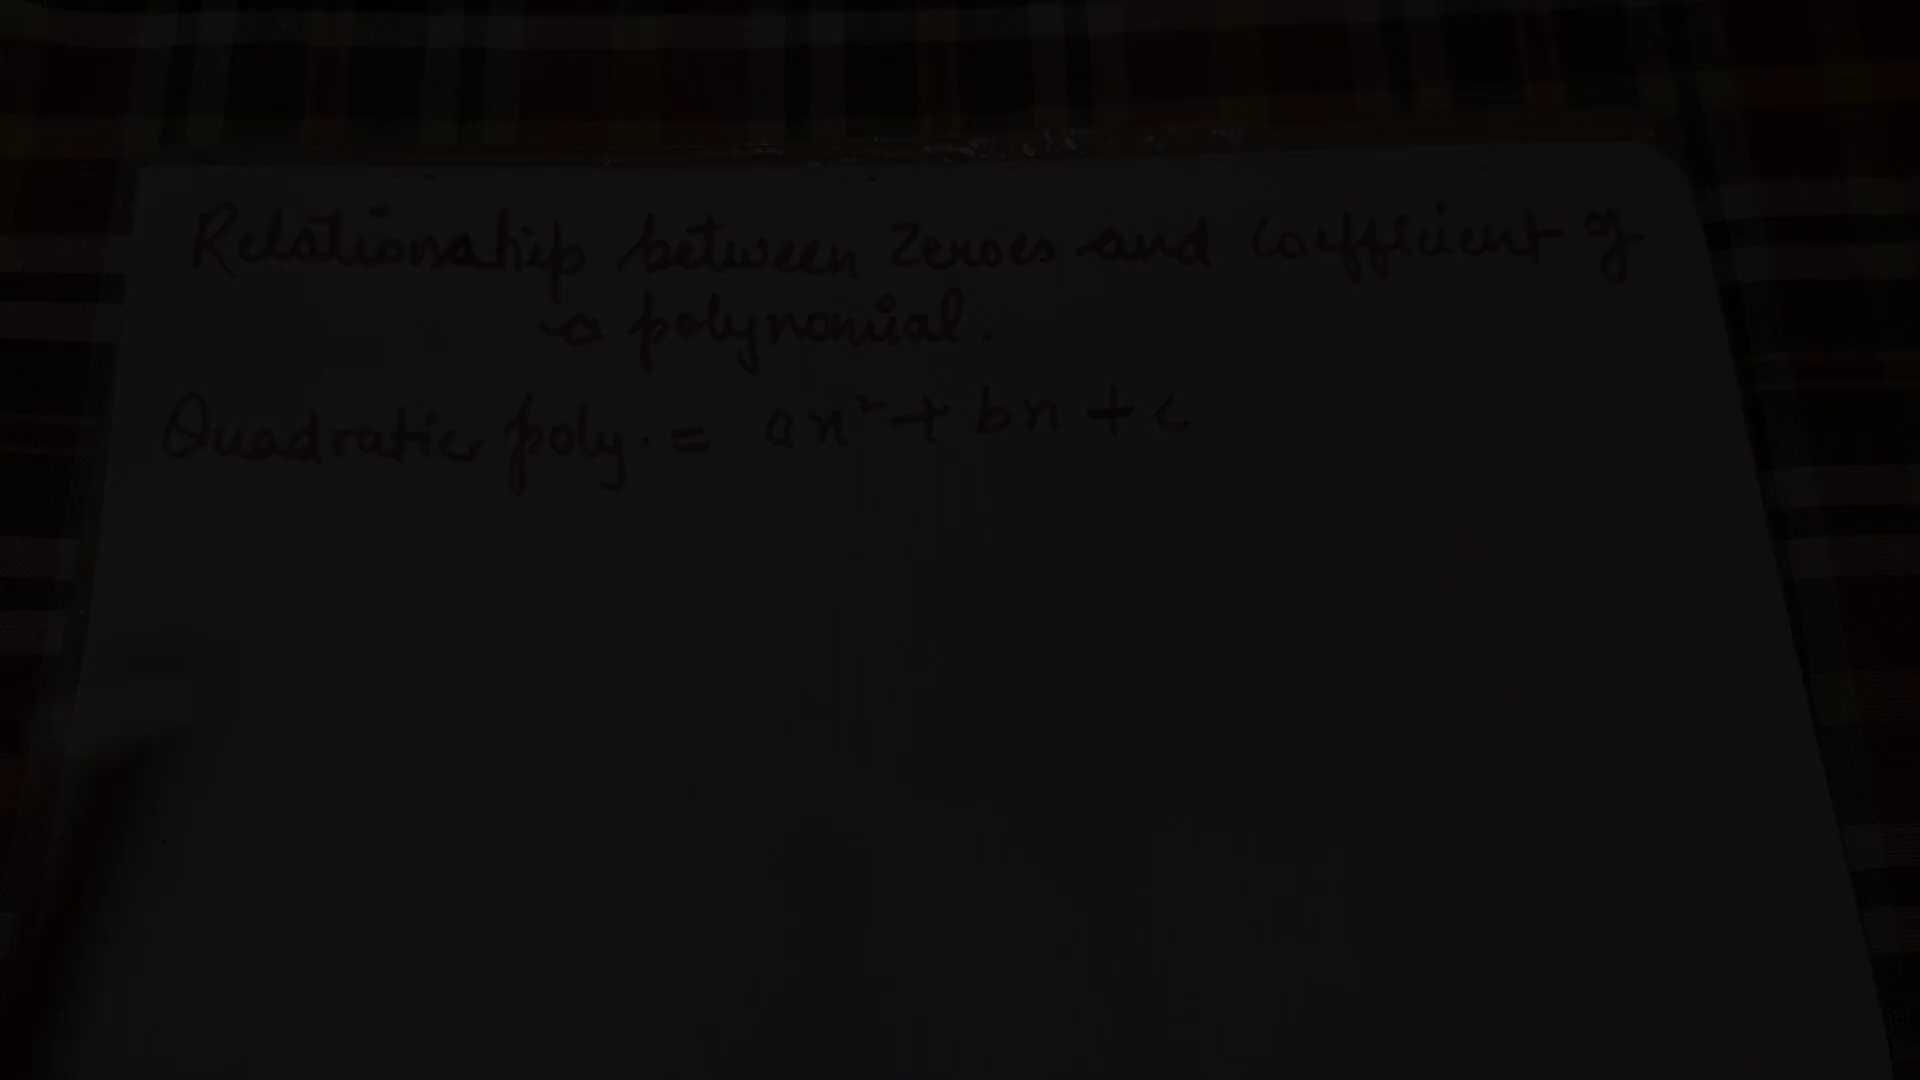 Relationship between Zeroes and coefficient of
a polynomial.
Quadratic poly. = ax² + bx + c